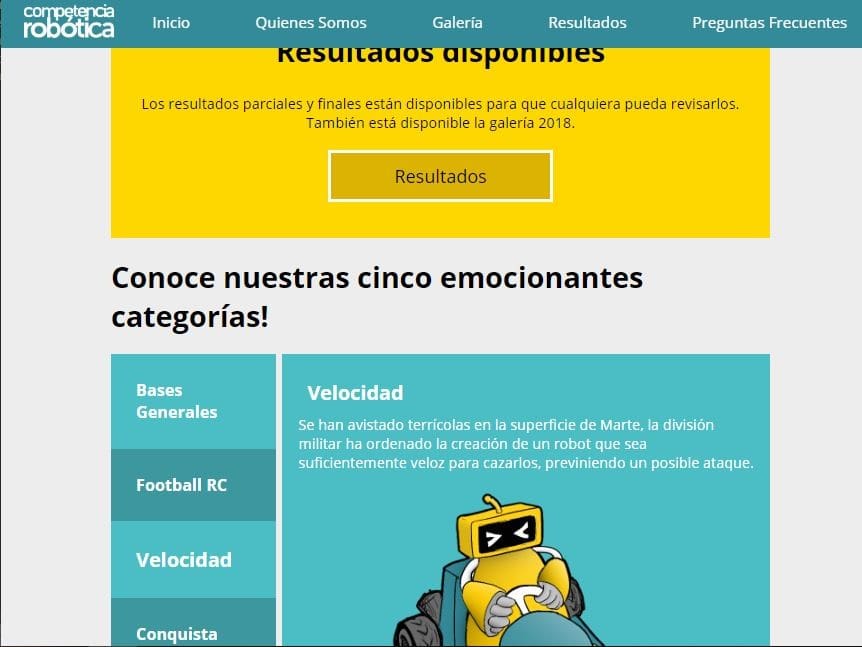 competencia
robótica
Inicio
Quienes Somos
Galería
Resultados
Preguntas Frecuentes
Resultados disponibles
Los resultados parciales y finales están disponibles para que cualquiera pueda revisarlos.
También está disponible la galería 2018.
Resultados
Conoce nuestras cinco emocionantes
categorías!
Bases
Generales
Football RC
Velocidad
Conquista
Velocidad
Se han avistado terrícolas en la superficie de Marte, la división
militar ha ordenado la creación de un robot que sea
suficientemente veloz para cazarlos, previniendo un posible ataque.